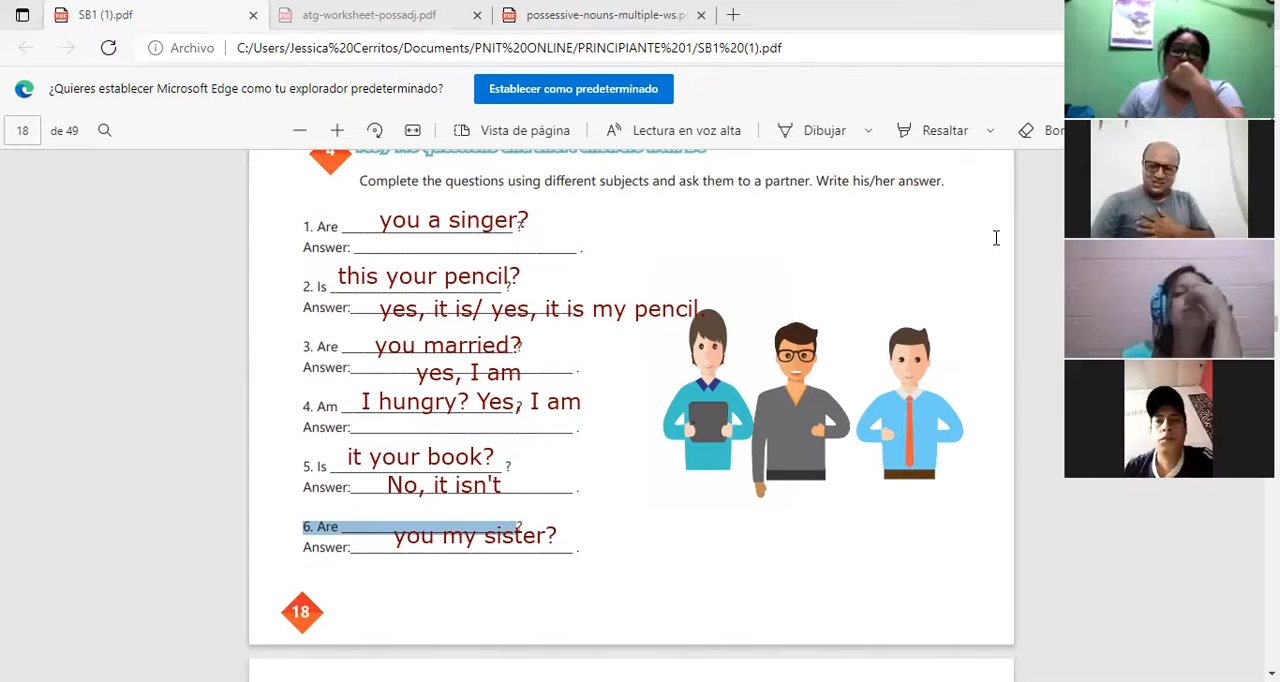 SB1 (1).pdf
atg-worksheet-possadj.pdf
possessive-nouns-multiple-ws.p
Archivo
C:/Users/Jessica%20Cerritos/Documents/PNIT%20ONLINE/PRINCIPIANTE%201/SB1%20(1).pdf
¿Quieres establecer Microsoft Edge como tu explorador predeterminado?
Establecer como predeterminado
18 de 49
Vista de página
Lectura en voz alta
Dibujar
Resaltar
Bor
4
Complete the questions using different subjects and ask them to a partner. Write his/her answer.
1. Are you a singer? ?
Answer: .
2. Is this your pencil? ?
Answer: yes, it is/ yes, it is my pencil.
3. Are you married? ?
Answer: yes, I am .
4. Am I hungry? Yes, I am ?
Answer: .
5. Is it your book? ?
Answer: No, it isn't .
6. Are you my sister? ?
Answer: .
18